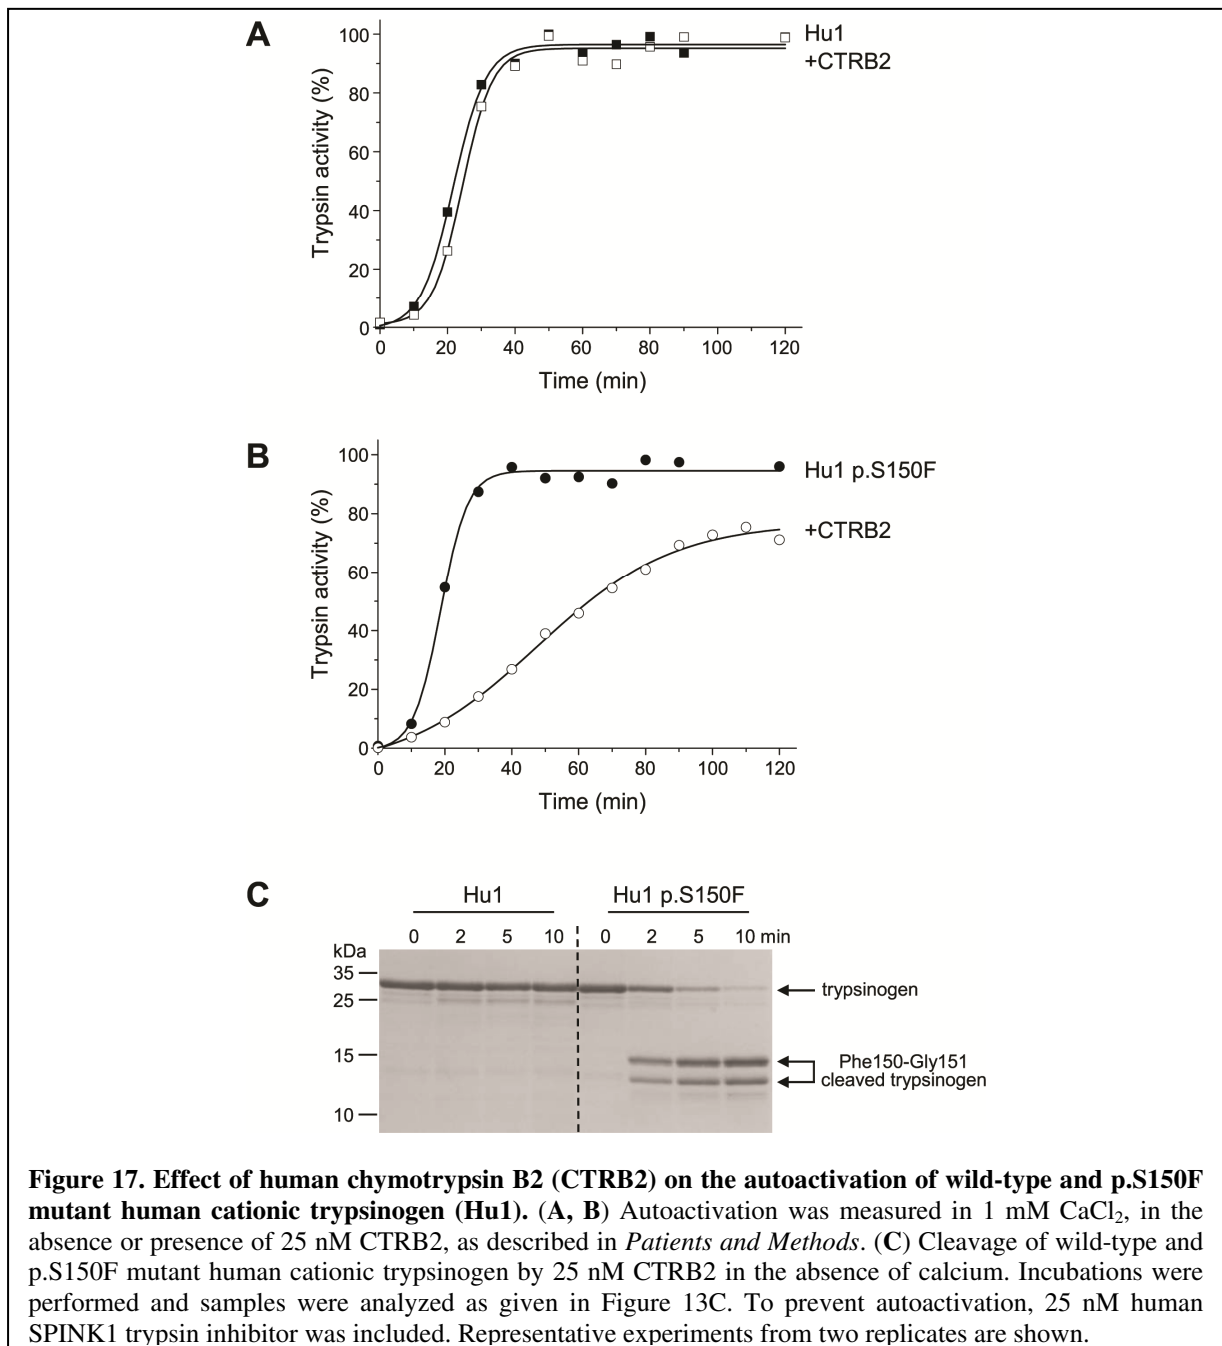 A
Trypsin activity (%)
100
80
60
40
20
0
0 20 40 60 80 100 120
Time (min)
Hu1
+CTRB2
B
Trypsin activity (%)
100
80
60
40
20
0
0 20 40 60 80 100 120
Time (min)
Hu1 p.S150F
+CTRB2
C
Hu1 Hu1 p.S150F
0 2 5 10 0 2 5 10 min
kDa
35
25
15
10
trypsinogen
Phe150-Gly151
cleaved trypsinogen
Figure 17. Effect of human chymotrypsin B2 (CTRB2) on the autoactivation of wild-type and p.S150F
mutant human cationic trypsinogen (Hu1). (A, B) Autoactivation was measured in 1 mM CaCl₂, in the
absence or presence of 25 nM CTRB2, as described in Patients and Methods. (C) Cleavage of wild-type and
p.S150F mutant human cationic trypsinogen by 25 nM CTRB2 in the absence of calcium. Incubations were
performed and samples were analyzed as given in Figure 13C. To prevent autoactivation, 25 nM human
SPINK1 trypsin inhibitor was included. Representative experiments from two replicates are shown.